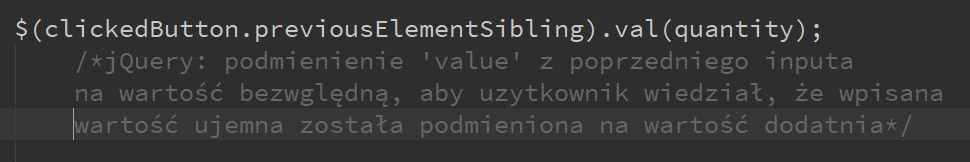 $(clickedButton.previousElementSibling).val(quantity);
/*jQuery: podmienienie 'value' z poprzedniego inputa
na wartość bezwględną, aby uzytkownik wiedział, że wpisana
wartość ujemna została podmieniona na wartość dodatnia*/